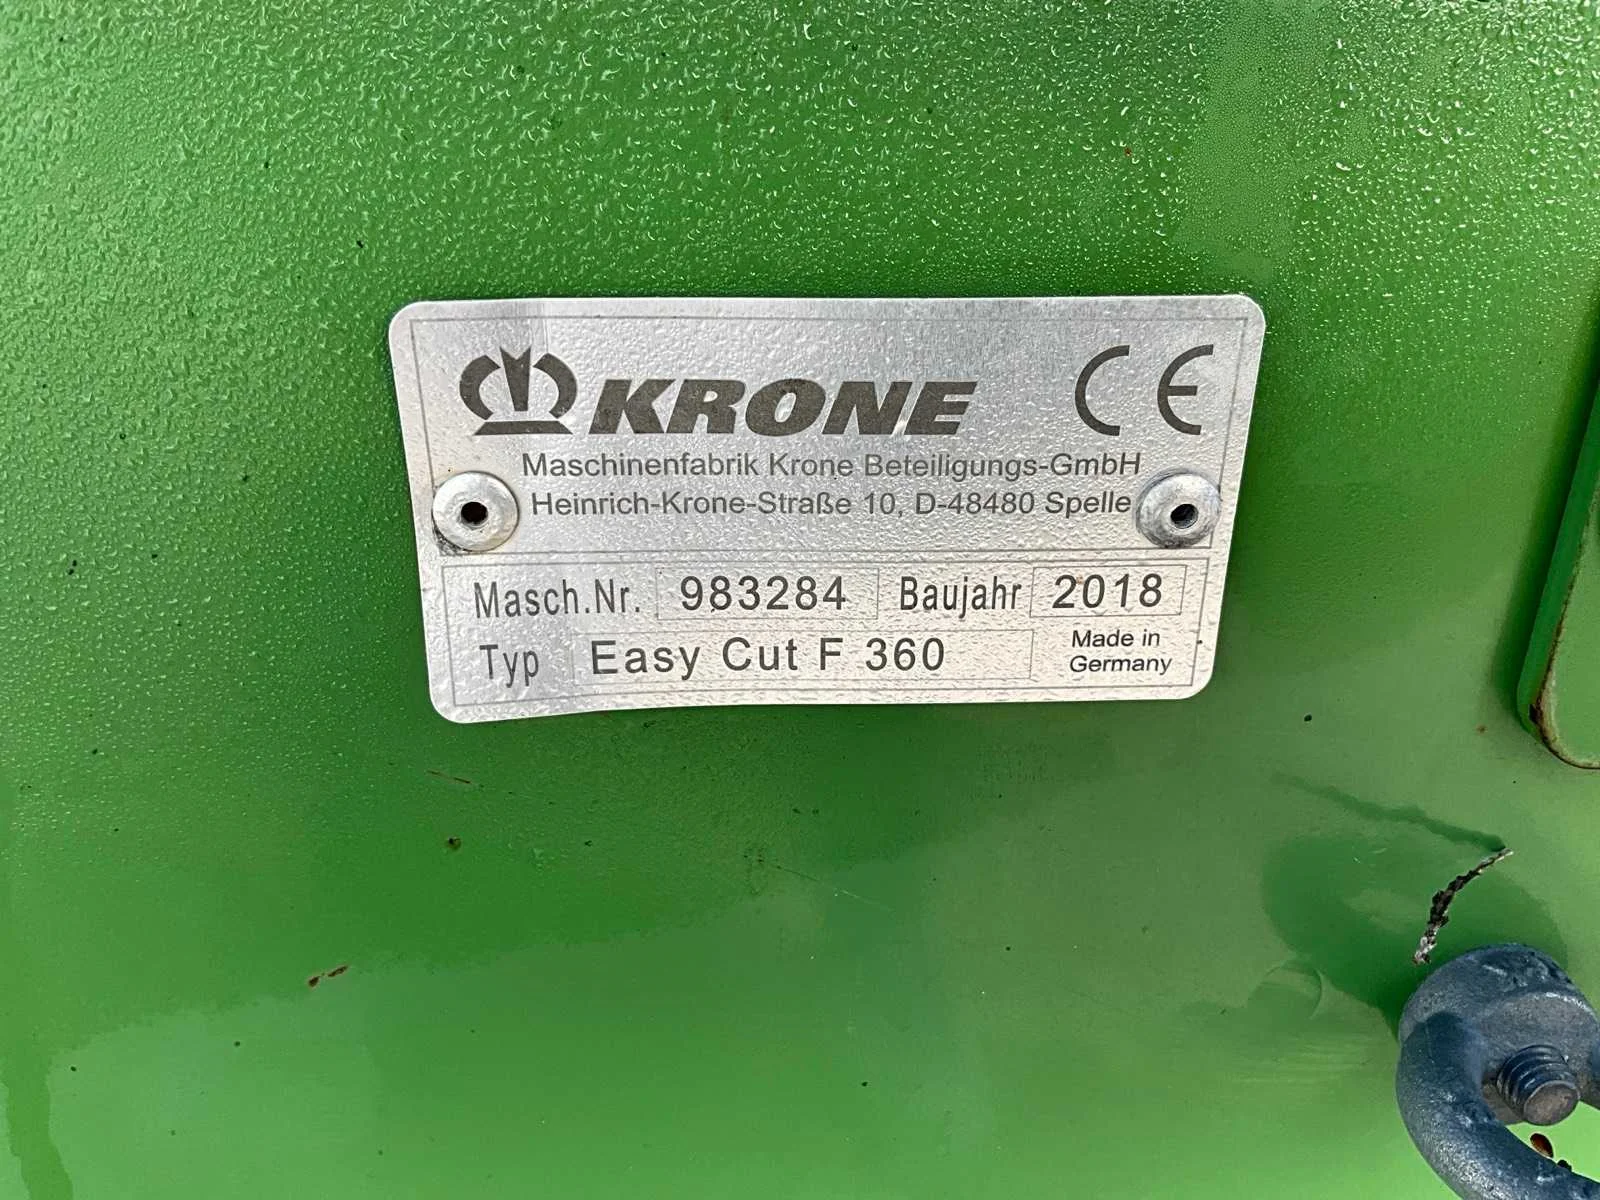 KRONE CE
Maschinenfabrik Krone Beteiligungs-GmbH
Heinrich-Krone-Straße 10, D-48480 Spelle
Masch.Nr. 983284 Baujahr 2018
Typ Easy Cut F 360
Made in
Germany